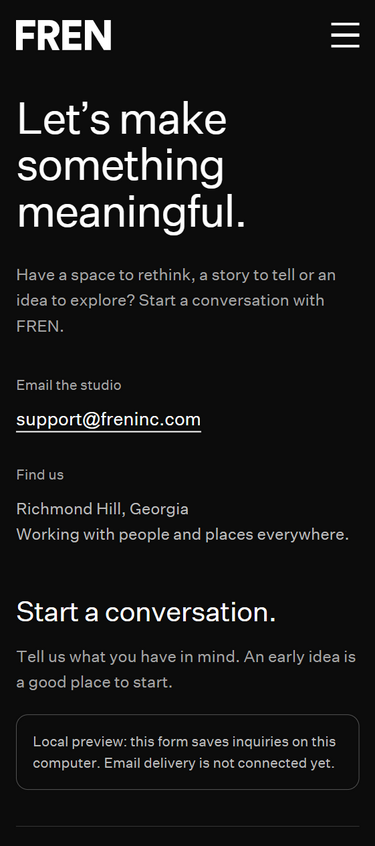 FREN
Let’s make
something
meaningful.
Have a space to rethink, a story to tell or an
idea to explore? Start a conversation with
FREN.
Email the studio
support@freninc.com
Find us
Richmond Hill, Georgia
Working with people and places everywhere.
Start a conversation.
Tell us what you have in mind. An early idea is
a good place to start.
Local preview: this form saves inquiries on this
computer. Email delivery is not connected yet.